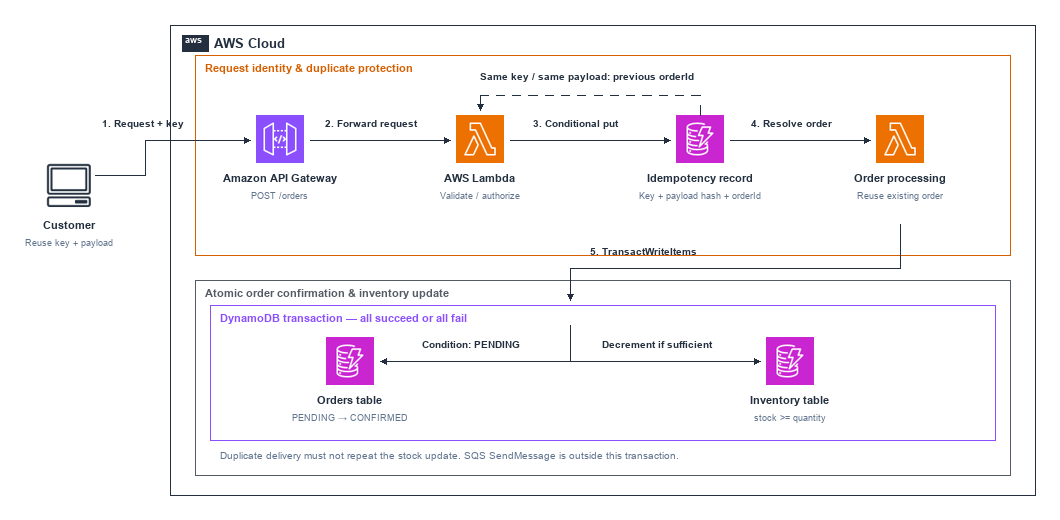 aws
AWS Cloud
Request identity & duplicate protection
Same key / same payload: previous orderId
1. Request + key
2. Forward request
3. Conditional put
4. Resolve order
Amazon API Gateway
POST /orders
AWS Lambda
Validate / authorize
Idempotency record
Key + payload hash + orderId
Order processing
Reuse existing order
Customer
Reuse key + payload
5. TransactWriteItems
Atomic order confirmation & inventory update
DynamoDB transaction — all succeed or all fail
Condition: PENDING
Decrement if sufficient
Orders table
PENDING → CONFIRMED
Inventory table
stock >= quantity
Duplicate delivery must not repeat the stock update. SQS SendMessage is outside this transaction.